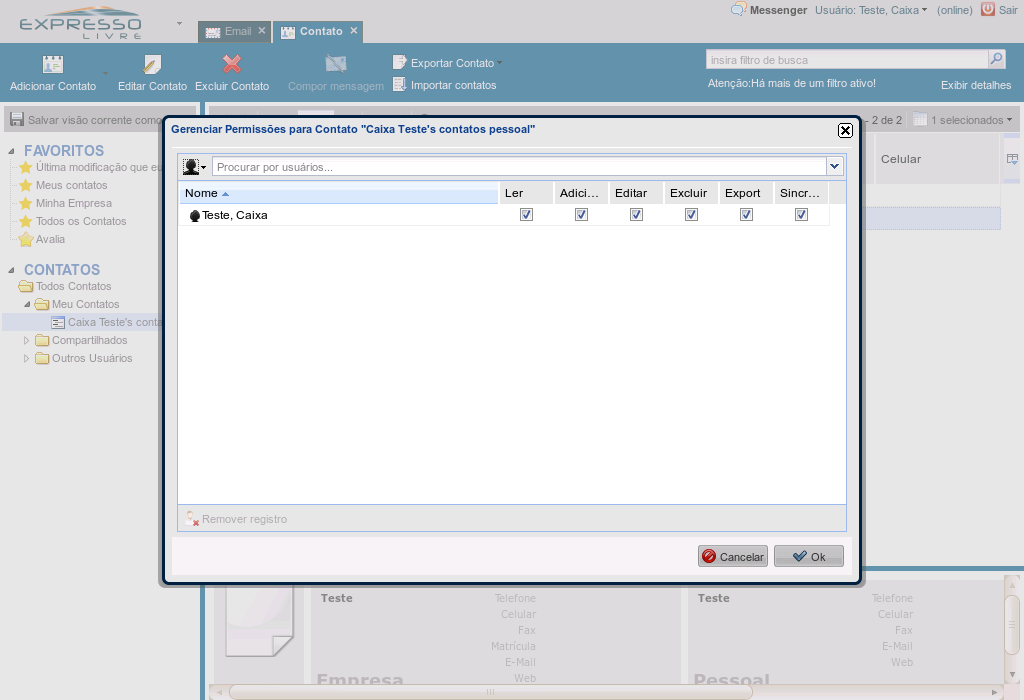 EXPRESSO
LIVRE
Email
Contato
Messenger
Usuário: Teste, Caixa
(online)
Sair
Adicionar Contato
Editar Contato
Excluir Contato
Compor mensagem
Exportar Contato
Importar contatos
insira filtro de busca
Atenção:Há mais de um filtro ativo!
Exibir detalhes
Salvar visão corrente como
- 2 de 2
1 selecionados
Celular
FAVORITOS
Última modificação que eu
Meus contatos
Minha Empresa
Todos os Contatos
Avalia
CONTATOS
Todos Contatos
Meu Contatos
Caixa Teste's conta
Compartilhados
Outros Usuários
Gerenciar Permissões para Contato "Caixa Teste's contatos pessoal"
Procurar por usuários...
Nome Ler Adici... Editar Excluir Export Sincr...
Teste, Caixa
Remover registro
Cancelar
Ok
Teste
Telefone
Celular
Fax
Matrícula
E-Mail
Web
Empresa
Teste
Telefone
Celular
Fax
E-Mail
Web
Pessoal